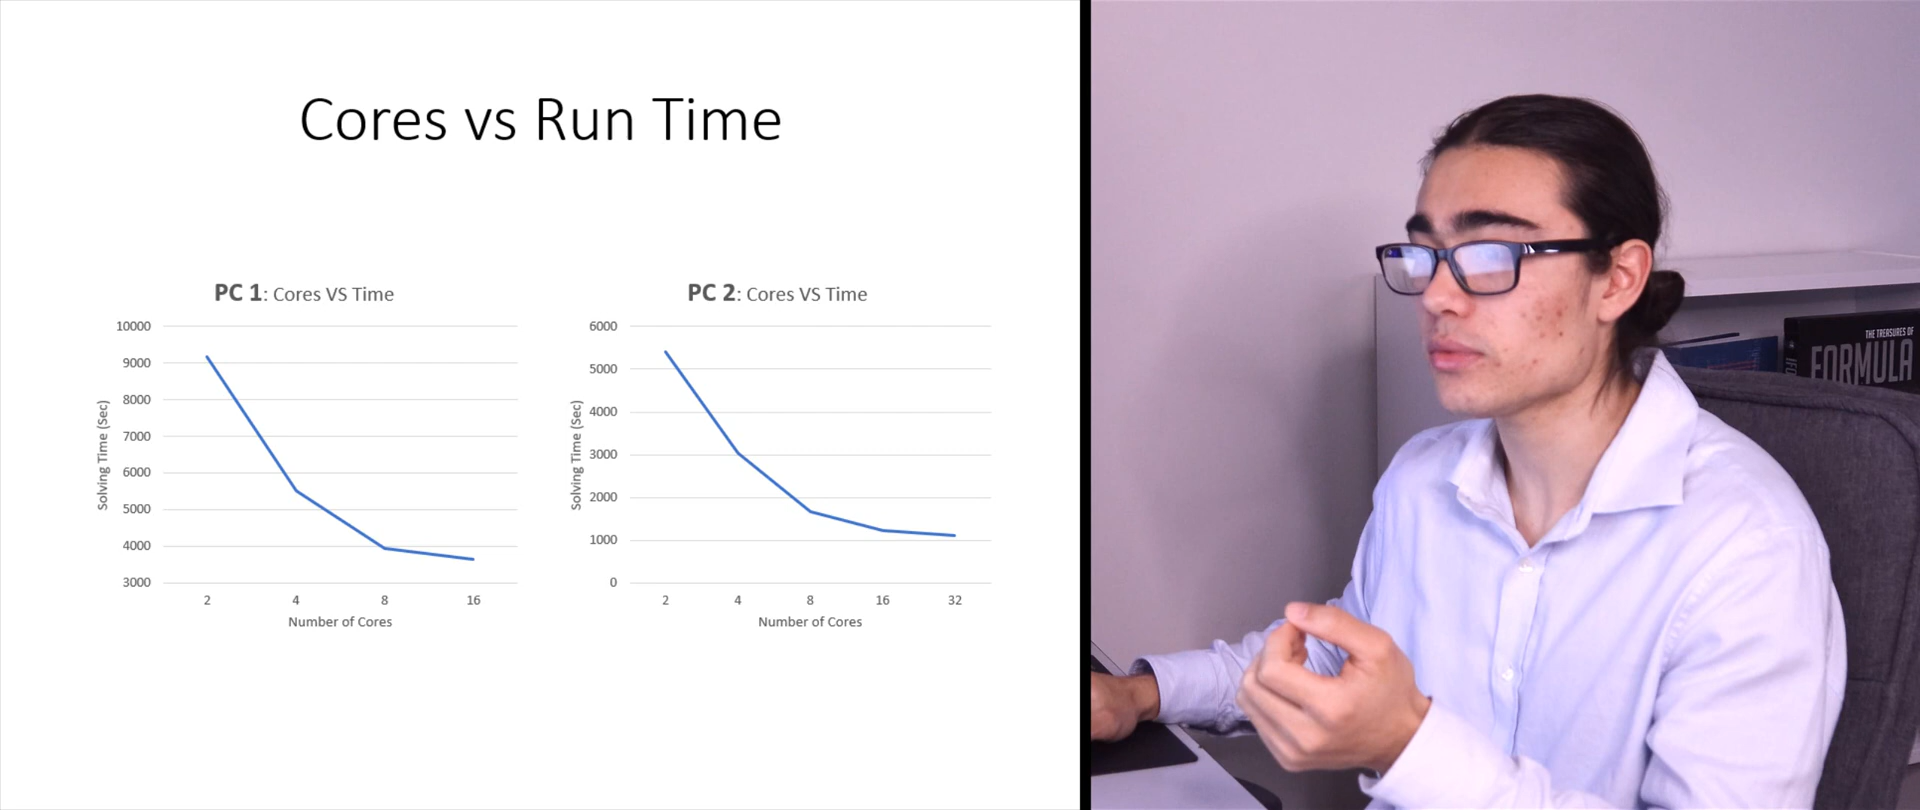 Cores vs Run Time
PC 1: Cores VS Time
10000
9000
8000
7000
6000
5000
4000
3000
Solving Time (Sec)
2 4 8 16
Number of Cores
PC 2: Cores VS Time
6000
5000
4000
3000
2000
1000
0
Solving Time (Sec)
2 4 8 16 32
Number of Cores
THE TREASURES OF
FORMULA